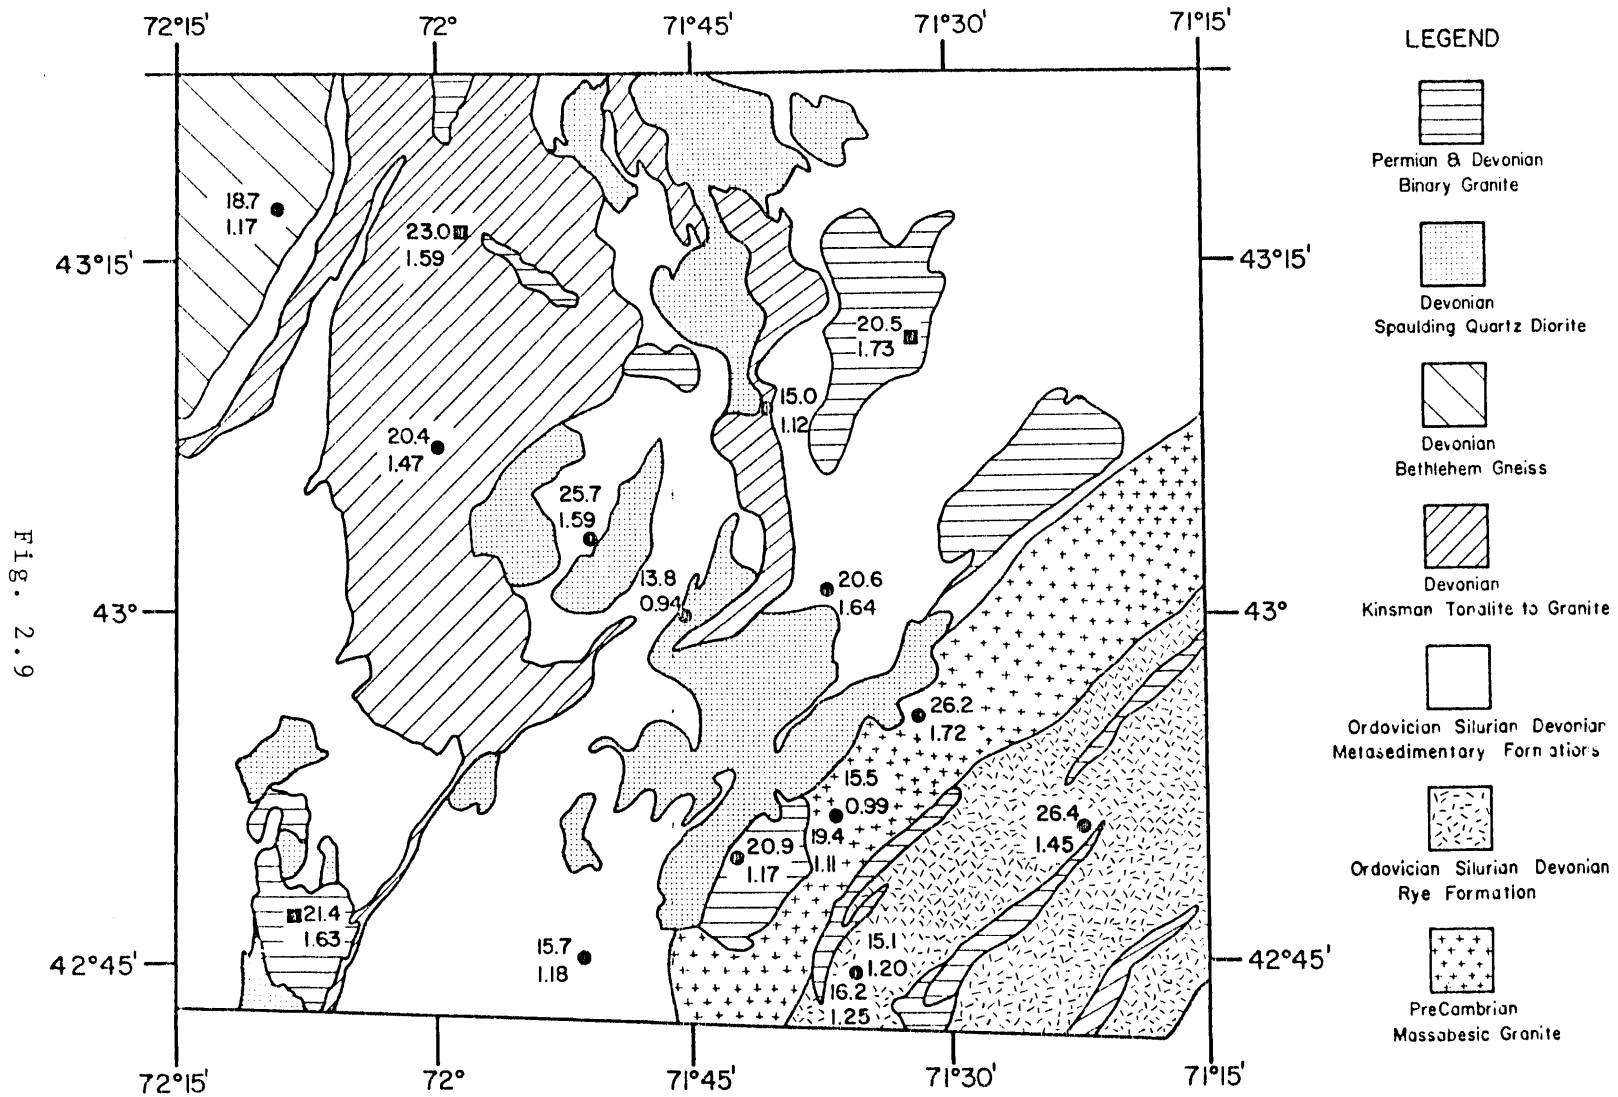 72°15' 72° 71°45' 71°30' 71°15'
LEGEND
Permian & Devonian
Binary Granite
18.7
1.17
23.0
1.59
43°15' 43°15'
Devonian
Spaulding Quartz Diorite
20.5
1.73
15.0
1.12
20.4
1.47
Devonian
Bethlehem Gneiss
25.7
1.59
Fig. 2.9
13.8
0.94
20.6
1.64
43° 43°
Devonian
Kinsman Tonalite to Granite
26.2
1.72
Ordovician Silurian Devonian
Metasedimentary Formations
15.5
0.99
19.4
1.11
20.9
1.17
26.4
1.45
Ordovician Silurian Devonian
Rye Formation
21.4
1.63
15.7
1.18
15.1
1.20
16.2
1.25
42°45' 42°45'
PreCambrian
Massabesic Granite
72°15' 72° 71°45' 71°30' 71°15'